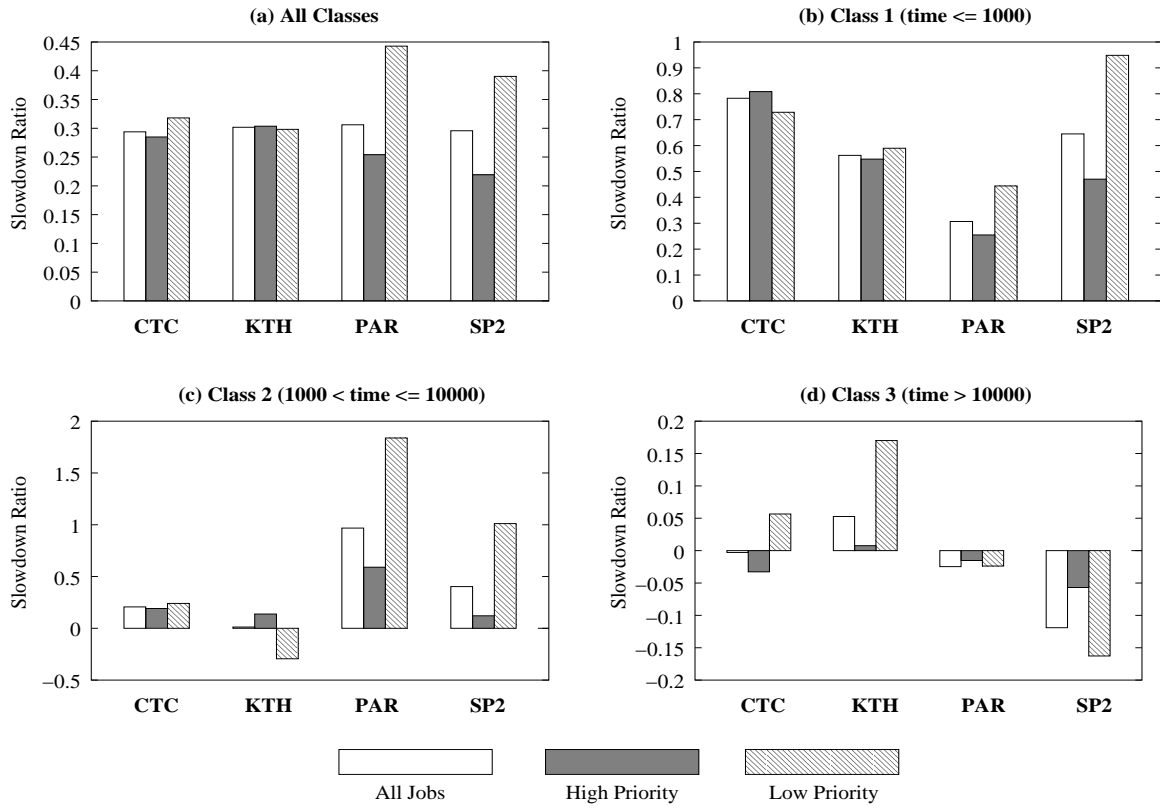 (a) All Classes
Slowdown Ratio
0.45
0.4
0.35
0.3
0.25
0.2
0.15
0.1
0.05
0
CTC KTH PAR SP2
(b) Class 1 (time <= 1000)
Slowdown Ratio
1
0.9
0.8
0.7
0.6
0.5
0.4
0.3
0.2
0.1
0
CTC KTH PAR SP2
(c) Class 2 (1000 < time <= 10000)
Slowdown Ratio
2
1.5
1
0.5
0
−0.5
CTC KTH PAR SP2
(d) Class 3 (time > 10000)
Slowdown Ratio
0.2
0.15
0.1
0.05
0
−0.05
−0.1
−0.15
−0.2
CTC KTH PAR SP2
All Jobs High Priority Low Priority